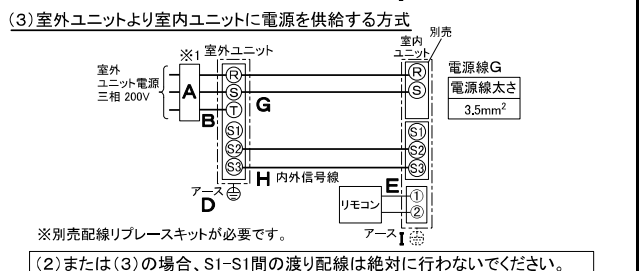 (3)室外ユニットより室内ユニットに電源を供給する方式
別売
※1 室外ユニット
室内
ユニット
室外
ユニット電源
三相 200V
A
B
R
S
T
S1
S2
S3
G
R
S
S1
S2
S3
電源線G
電源線太さ
3.5mm²
H 内外信号線
アース
D
E
リモコン
①
②
アース I
※別売配線リプレースキットが必要です。
(2)または(3)の場合、S1-S1間の渡り配線は絶対に行わないでください。